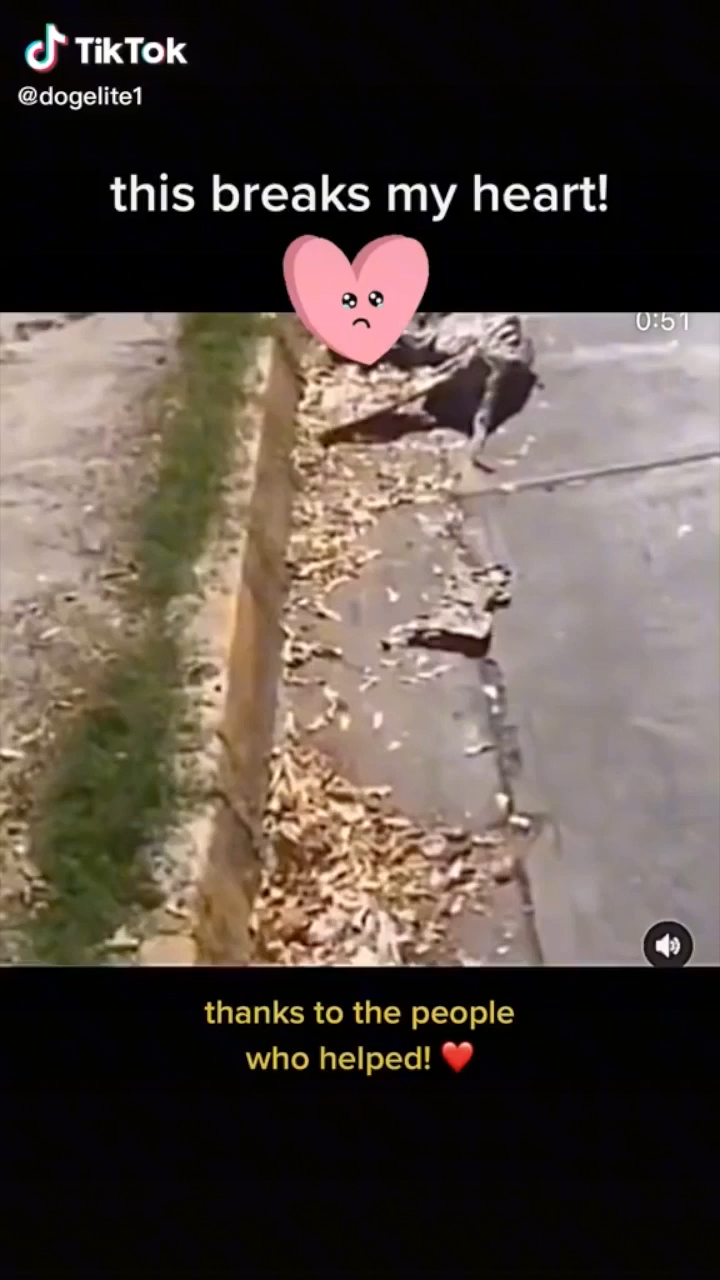 TikTok
@dogelite1
this breaks my heart!
0:51
thanks to the people
who helped! ❤️